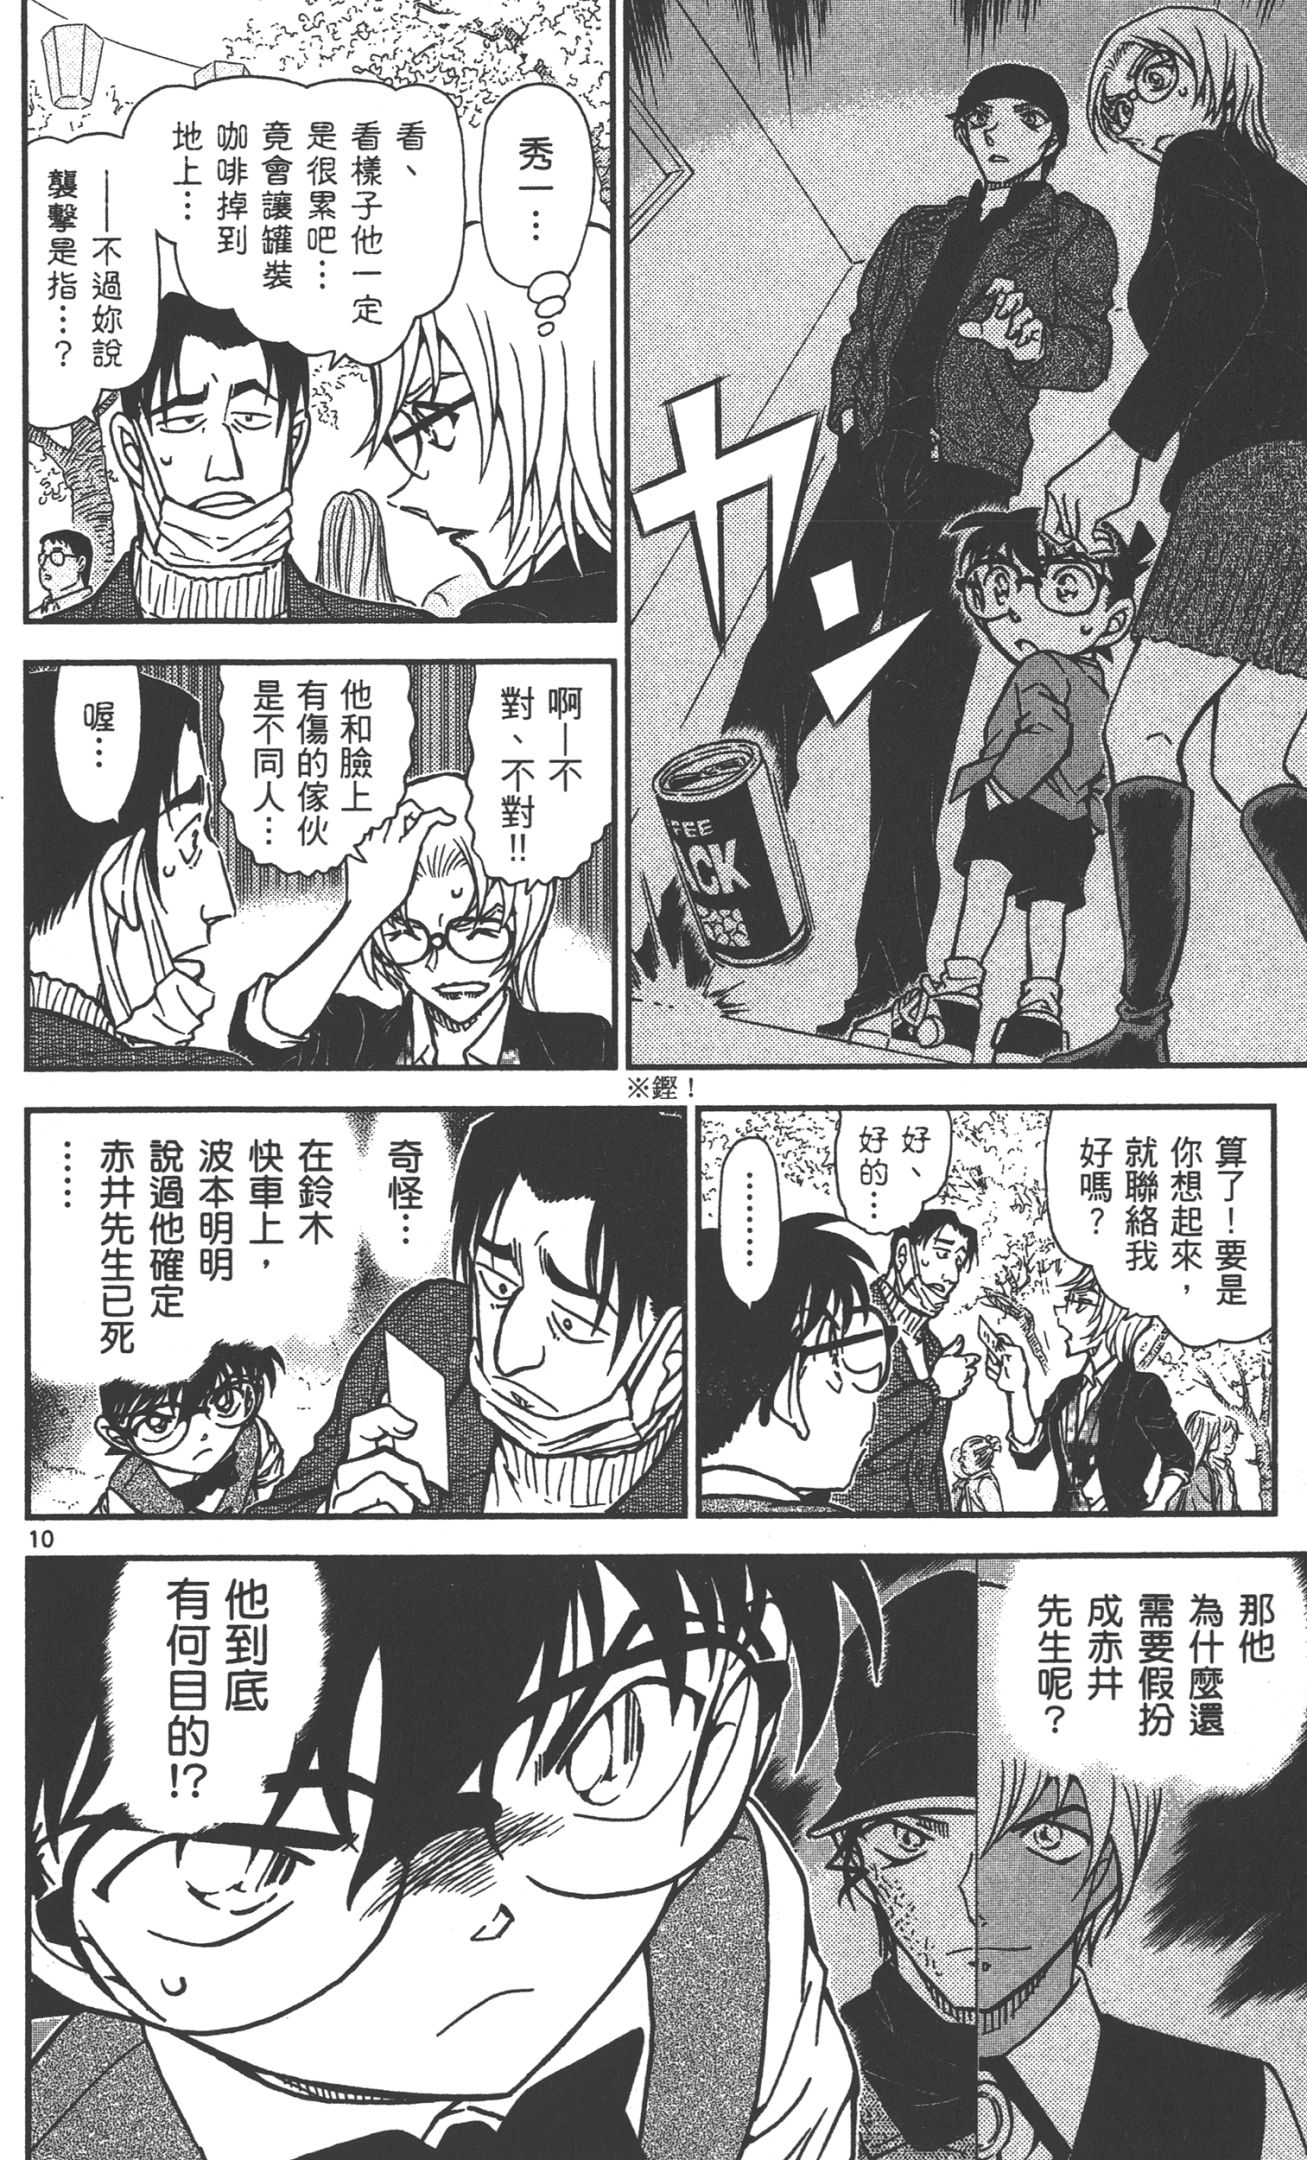 カン
FFEE
ACK
※鏗！
秀一…
看、
看樣子他一定
是很累吧…
竟會讓罐裝
咖啡掉到
地上…
——不過妳說
襲擊是指…？
啊—不
對、不對!!
他和臉上
有傷的傢伙
是不同人…
喔…
算了！要是
你想起來，
就聯絡我
好嗎？
好、
好的…
………
奇怪…
在鈴木
快車上，
波本明明
說過他確定
赤井先生已死
……
10
那他
為什麼還
需要假扮
成赤井
先生呢？
他到底
有何目的!?